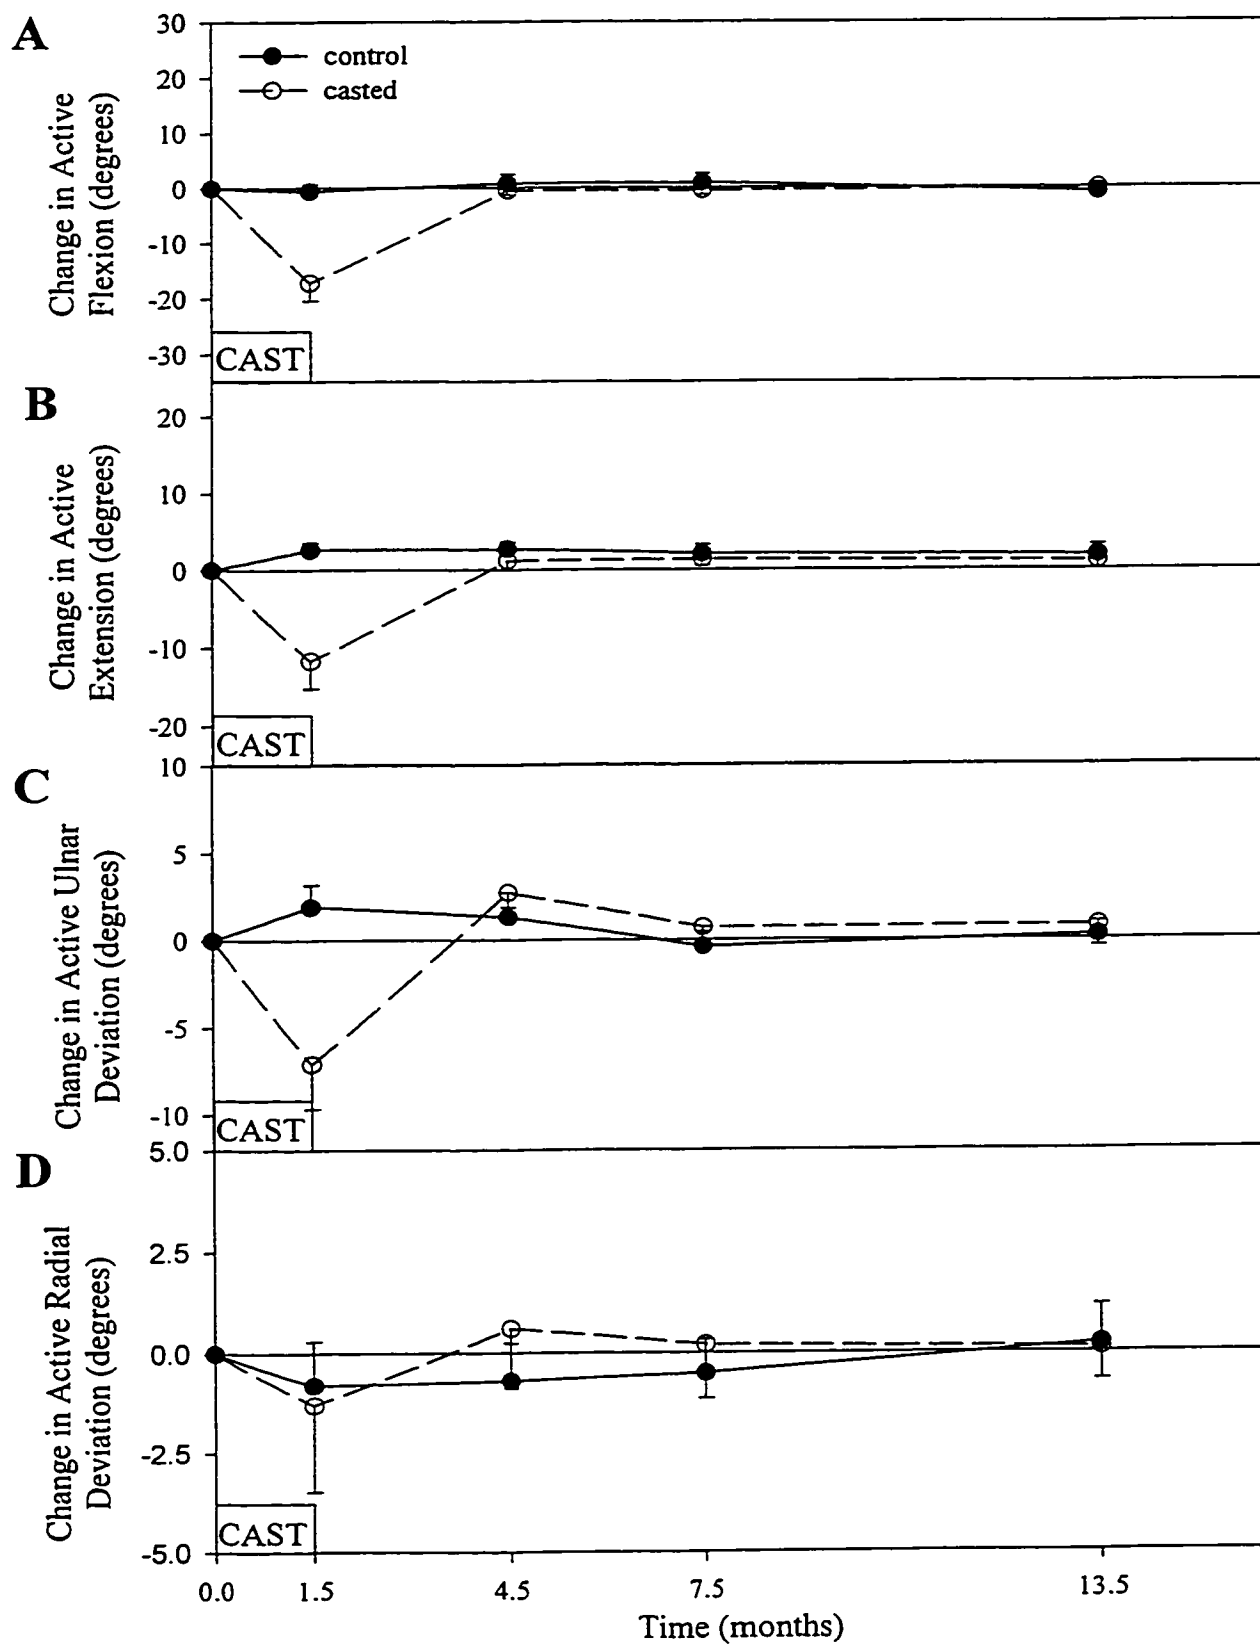 A
Change in Active
Flexion (degrees)
30
20
10
0
-10
-20
-30
control
casted
CAST
B
Change in Active
Extension (degrees)
20
10
0
-10
-20
CAST
C
Change in Active Ulnar
Deviation (degrees)
10
5
0
-5
-10
CAST
D
Change in Active Radial
Deviation (degrees)
5.0
2.5
0.0
-2.5
-5.0
CAST
0.0 1.5 4.5 7.5 13.5
Time (months)